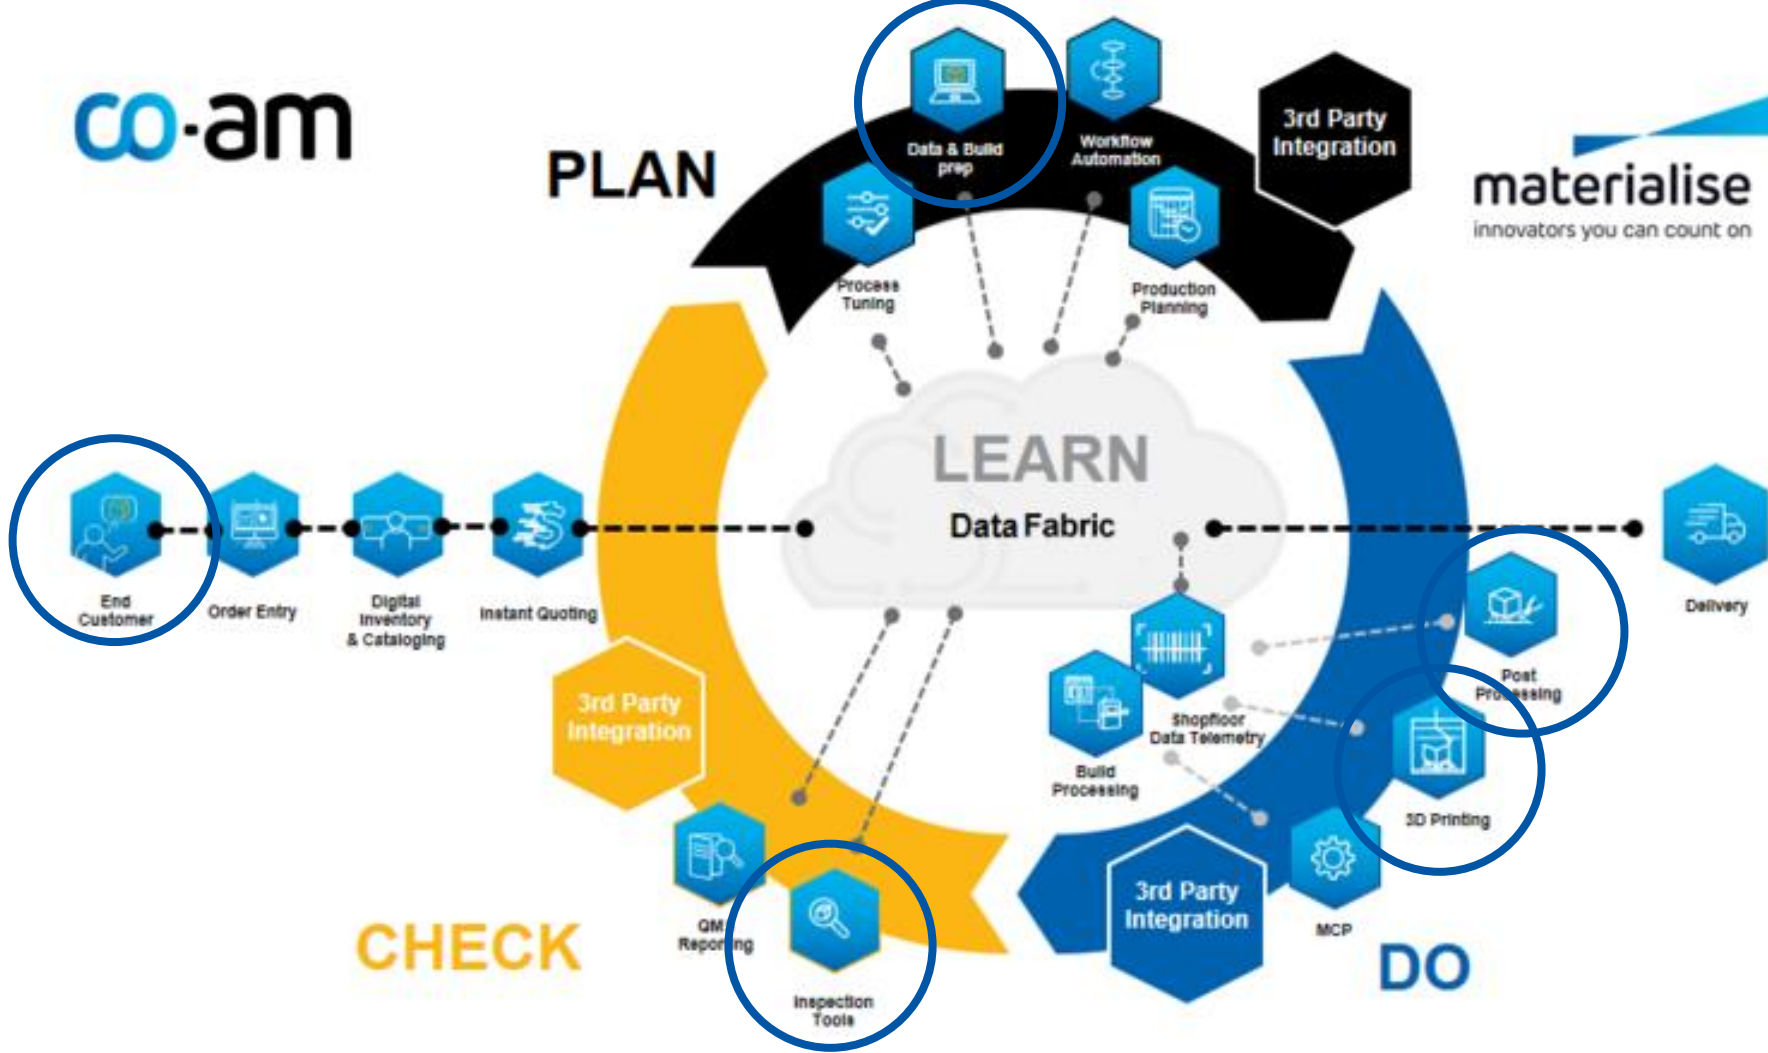 co·am
PLAN
Data & Build
prep
Workflow
Automation
3rd Party
Integration
materialise
innovators you can count on
Process
Tuning
Production
Planning
LEARN
Data Fabric
End
Customer
Order Entry
Digital
Inventory
& Cataloging
Instant Quoting
Delivery
3rd Party
Integration
Post
Processing
Shopfloor
Data Telemetry
Build
Processing
3D Printing
3rd Party
Integration
MCP
QM
Reporting
Inspection
Tools
CHECK
DO